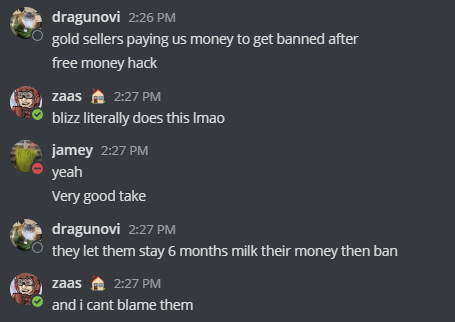 dragunovi 2:26 PM
gold sellers paying us money to get banned after
free money hack
zaas 2:27 PM
blizz literally does this lmao
jamey 2:27 PM
yeah
Very good take
dragunovi 2:27 PM
they let them stay 6 months milk their money then ban
zaas 2:27 PM
and i cant blame them